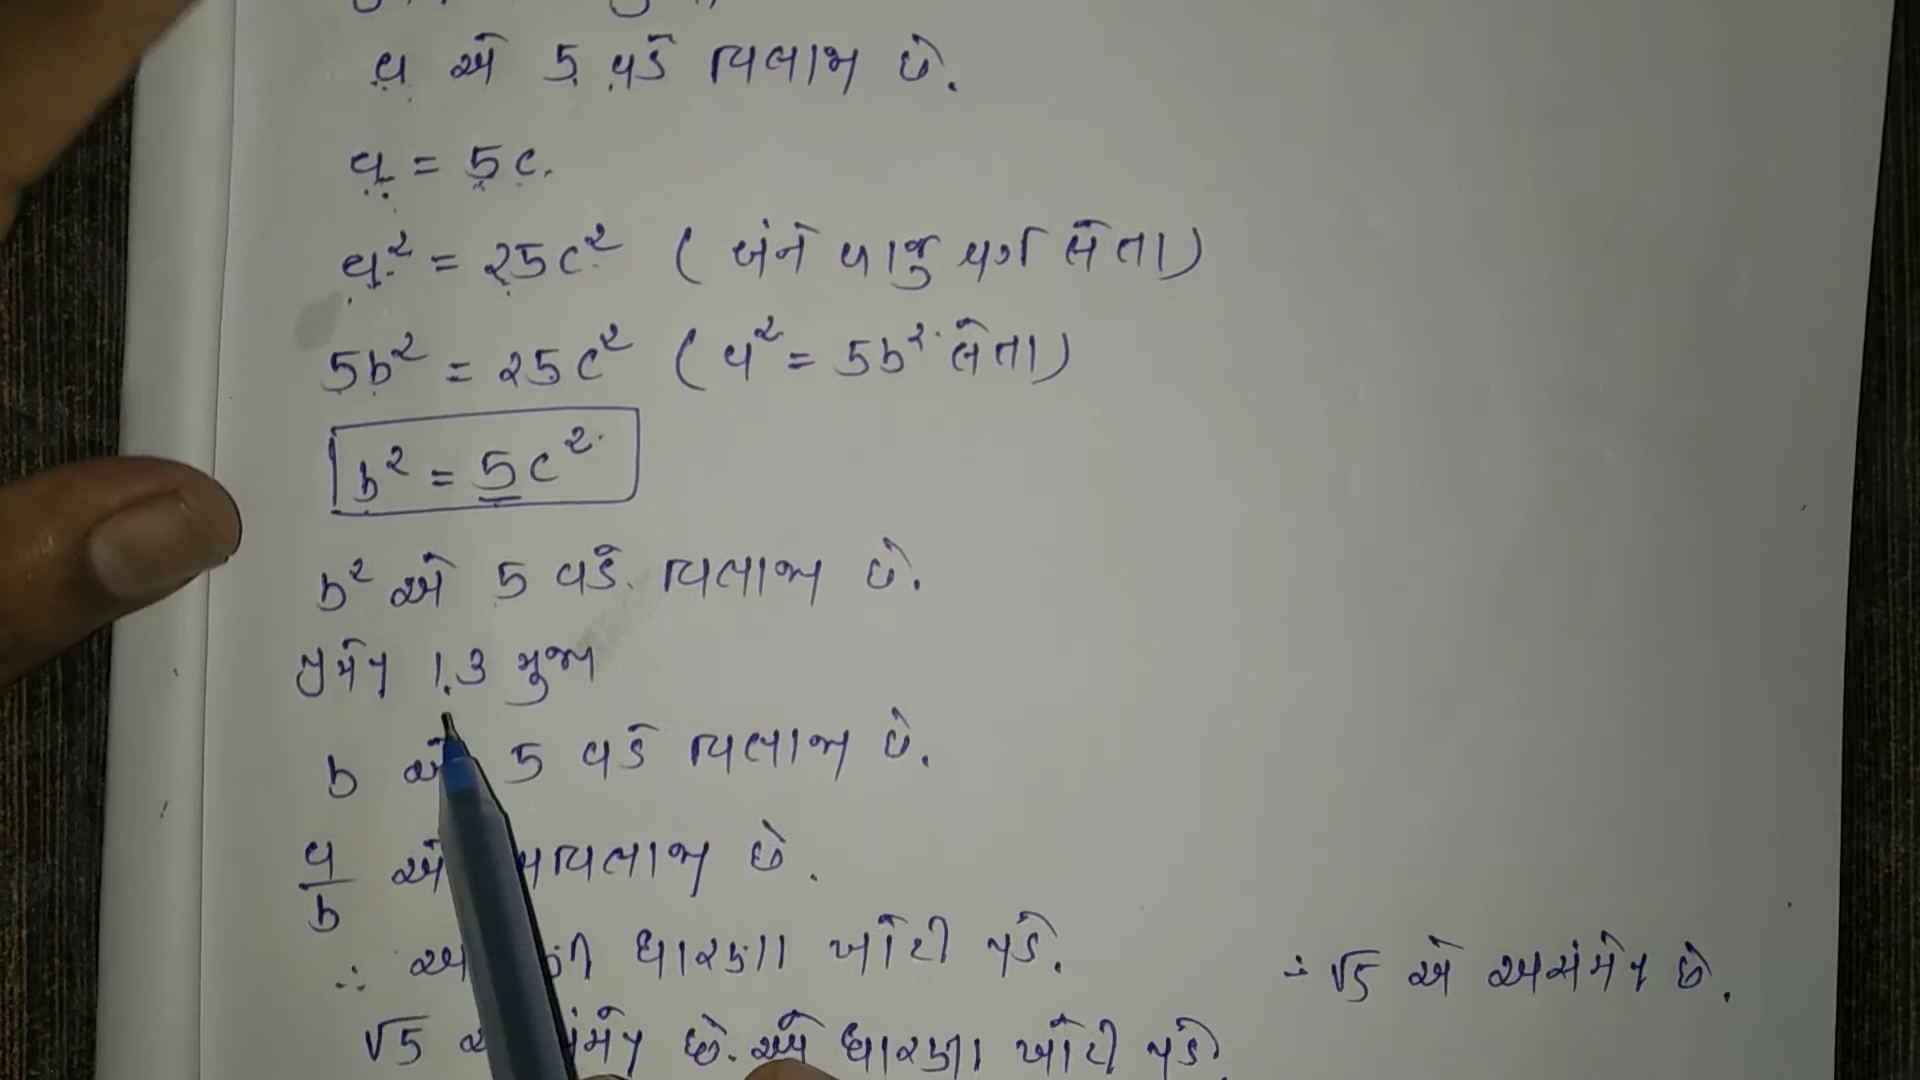 a એ 5 વડે વિભાજ્ય છે.
a = 5c.
a² = 25c² (બંને બાજુ વર્ગ લેતા)
5b² = 25c² (a² = 5b² લેતા)
b² = 5c²
b² એ 5 વડે વિભાજ્ય છે.
પ્રમેય 1.3 મુજબ
b એ 5 વડે વિભાજ્ય છે.
a/b એ વિભાજ્ય છે.
∴ ધારણા ખોટી પડે.
∴ √5 એ અસંમેય છે.
√5 છે. એ ધારણા ખોટી પડે.